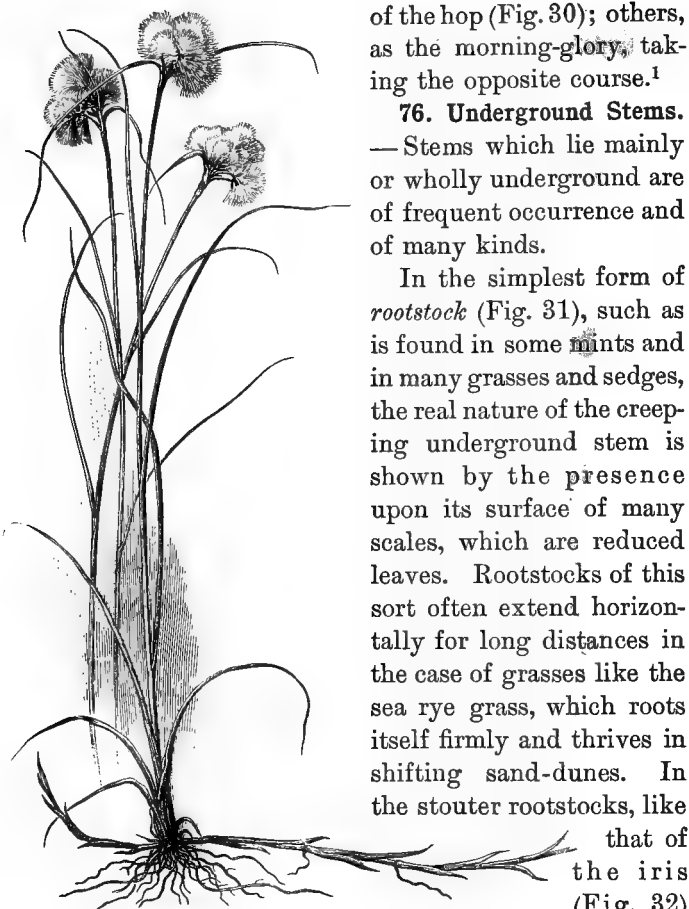 of the hop (Fig. 30); others,
as the morning-glory, tak-
ing the opposite course.¹
76. Underground Stems.
— Stems which lie mainly
or wholly underground are
of frequent occurrence and
of many kinds.
In the simplest form of
rootstock (Fig. 31), such as
is found in some mints and
in many grasses and sedges,
the real nature of the creep-
ing underground stem is
shown by the presence
upon its surface of many
scales, which are reduced
leaves. Rootstocks of this
sort often extend horizon-
tally for long distances in
the case of grasses like the
sea rye grass, which roots
itself firmly and thrives in
shifting sand-dunes. In
the stouter rootstocks, like
that of
the iris
(Fig. 32)